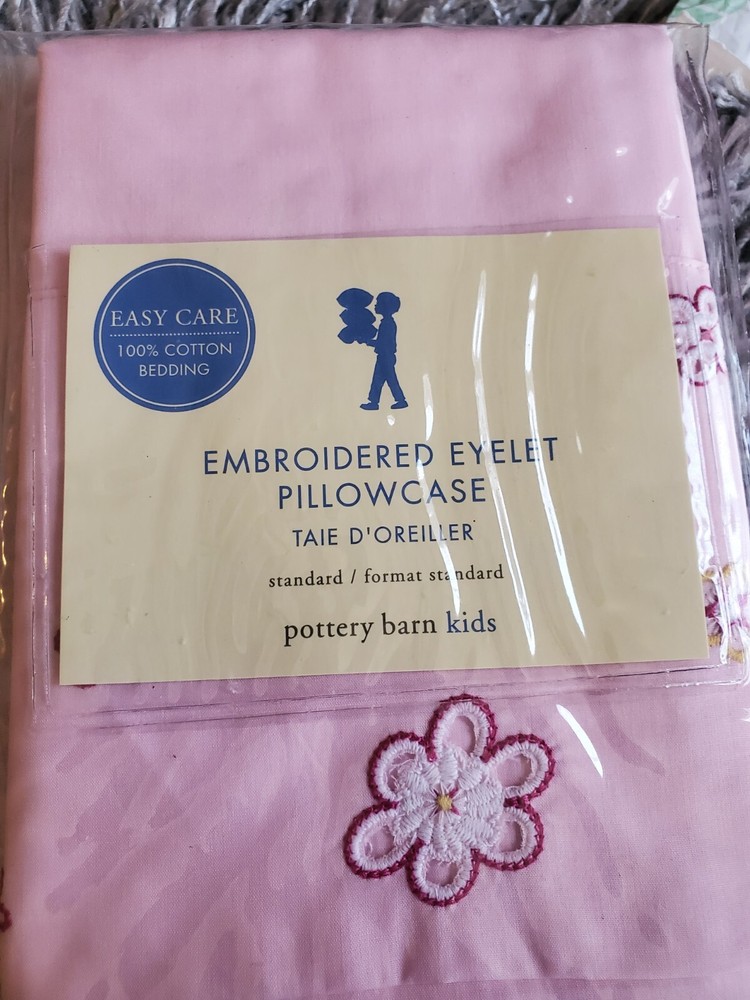 EASY CARE
100% COTTON
BEDDING
EMBROIDERED EYELET
PILLOWCASE
TAIE D'OREILLER
standard / format standard
pottery barn kids